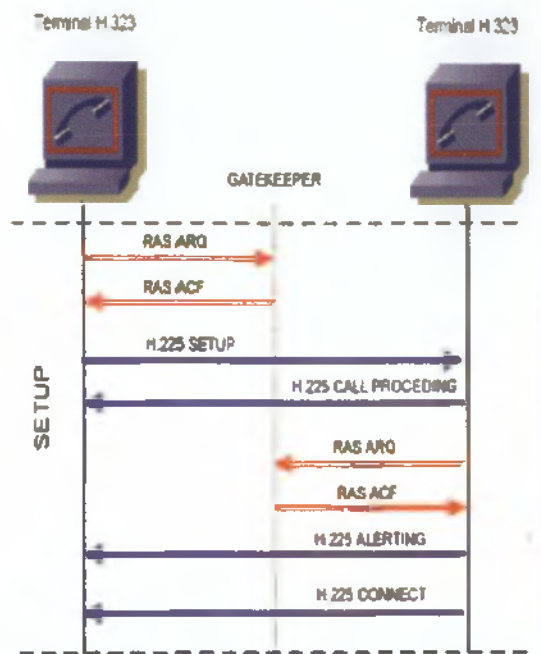 Terminal H 323
Terminal H 323
GATEKEEPER
RAS ARQ
RAS ACF
H.225 SETUP
H.225 CALL PROCEDING
SETUP
RAS ARQ
RAS ACF
H.225 ALERTING
H.225 CONNECT